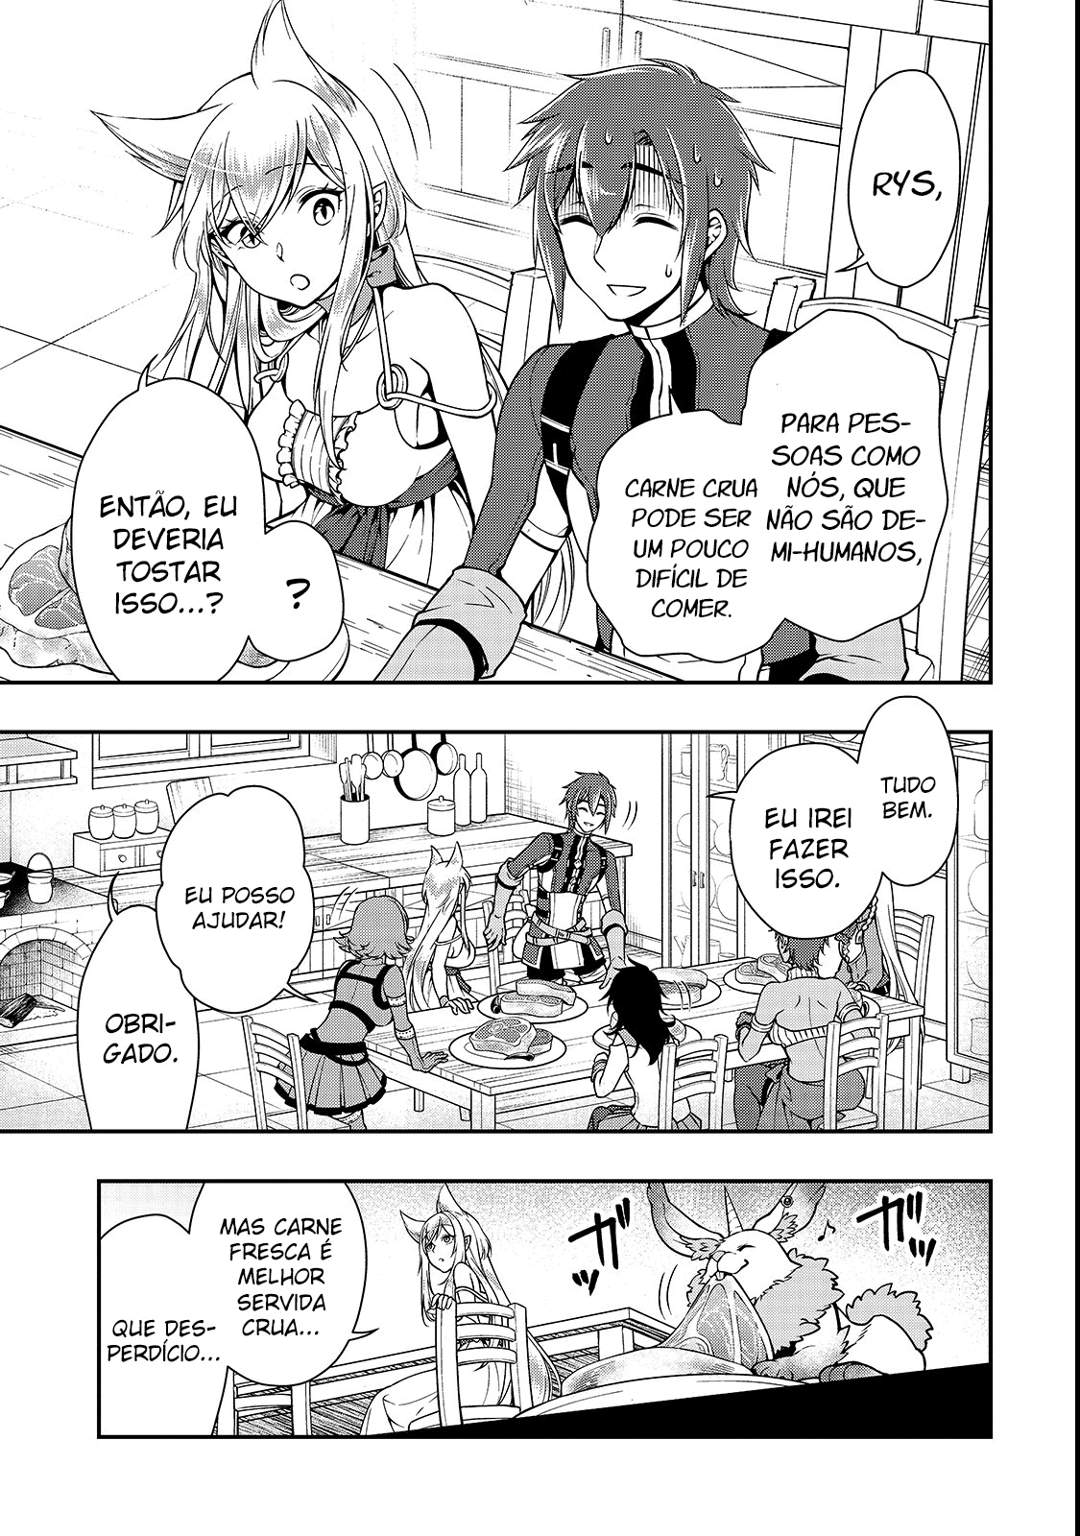 RYS,
PARA PES-
SOAS COMO
NÓS, QUE
NÃO SÃO DE-
MI-HUMANOS,
CARNE CRUA
PODE SER
UM POUCO
DIFÍCIL DE
COMER.
?
ENTÃO, EU
DEVERIA
TOSTAR
ISSO...?
TUDO
BEM.
EU IREI
FAZER
ISSO.
EU POSSO
AJUDAR!
OBRI-
GADO.
ガッ
ガッ
♪
MAS CARNE
FRESCA É
MELHOR
SERVIDA
CRUA...
QUE DES-
PERDÍCIO...